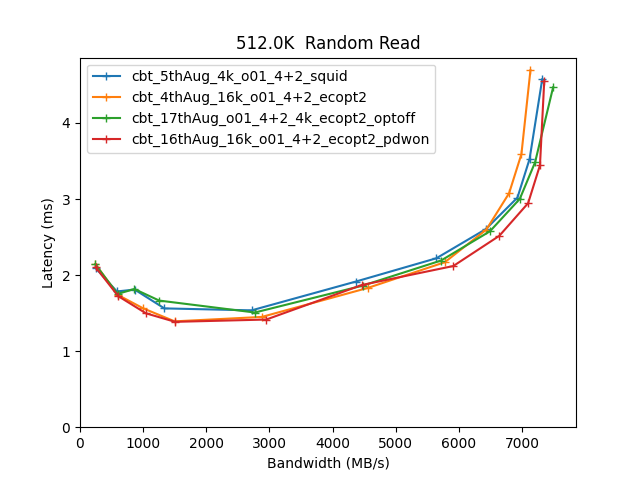 512.0K  Random Read
cbt_5thAug_4k_o01_4+2_squid
cbt_4thAug_16k_o01_4+2_ecopt2
cbt_17thAug_o01_4+2_4k_ecopt2_optoff
cbt_16thAug_16k_o01_4+2_ecopt2_pdwon
Latency (ms)
4
3
2
1
0
0 1000 2000 3000 4000 5000 6000 7000
Bandwidth (MB/s)